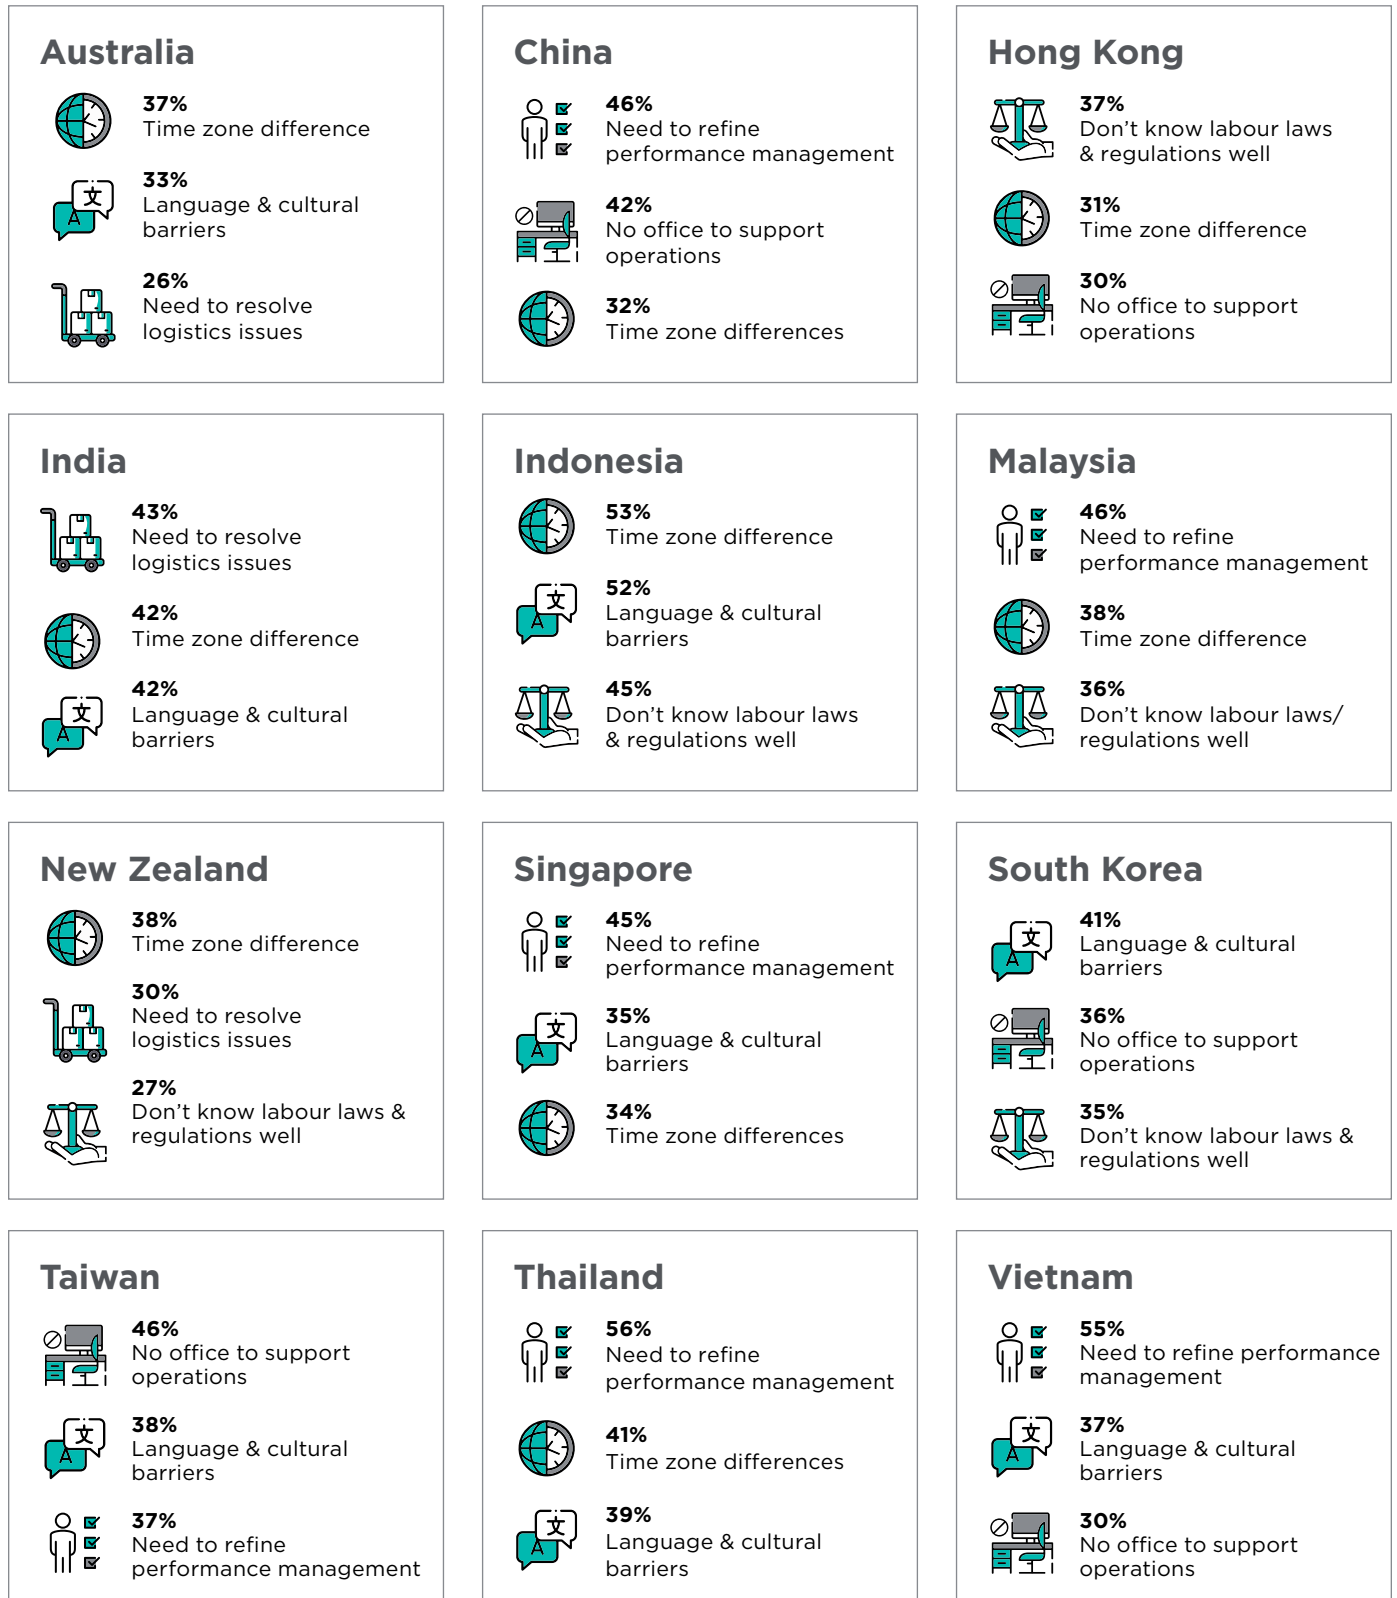 Australia
37%
Time zone difference
33%
Language & cultural
barriers
26%
Need to resolve
logistics issues
China
46%
Need to refine
performance management
42%
No office to support
operations
32%
Time zone differences
Hong Kong
37%
Don't know labour laws
& regulations well
31%
Time zone difference
30%
No office to support
operations
India
43%
Need to resolve
logistics issues
42%
Time zone difference
42%
Language & cultural
barriers
Indonesia
53%
Time zone difference
52%
Language & cultural
barriers
45%
Don't know labour laws
& regulations well
Malaysia
46%
Need to refine
performance management
38%
Time zone difference
36%
Don't know labour laws/
regulations well
New Zealand
38%
Time zone difference
30%
Need to resolve
logistics issues
27%
Don't know labour laws &
regulations well
Singapore
45%
Need to refine
performance management
35%
Language & cultural
barriers
34%
Time zone differences
South Korea
41%
Language & cultural
barriers
36%
No office to support
operations
35%
Don't know labour laws &
regulations well
Taiwan
46%
No office to support
operations
38%
Language & cultural
barriers
37%
Need to refine
performance management
Thailand
56%
Need to refine
performance management
41%
Time zone differences
39%
Language & cultural
barriers
Vietnam
55%
Need to refine performance
management
37%
Language & cultural
barriers
30%
No office to support
operations